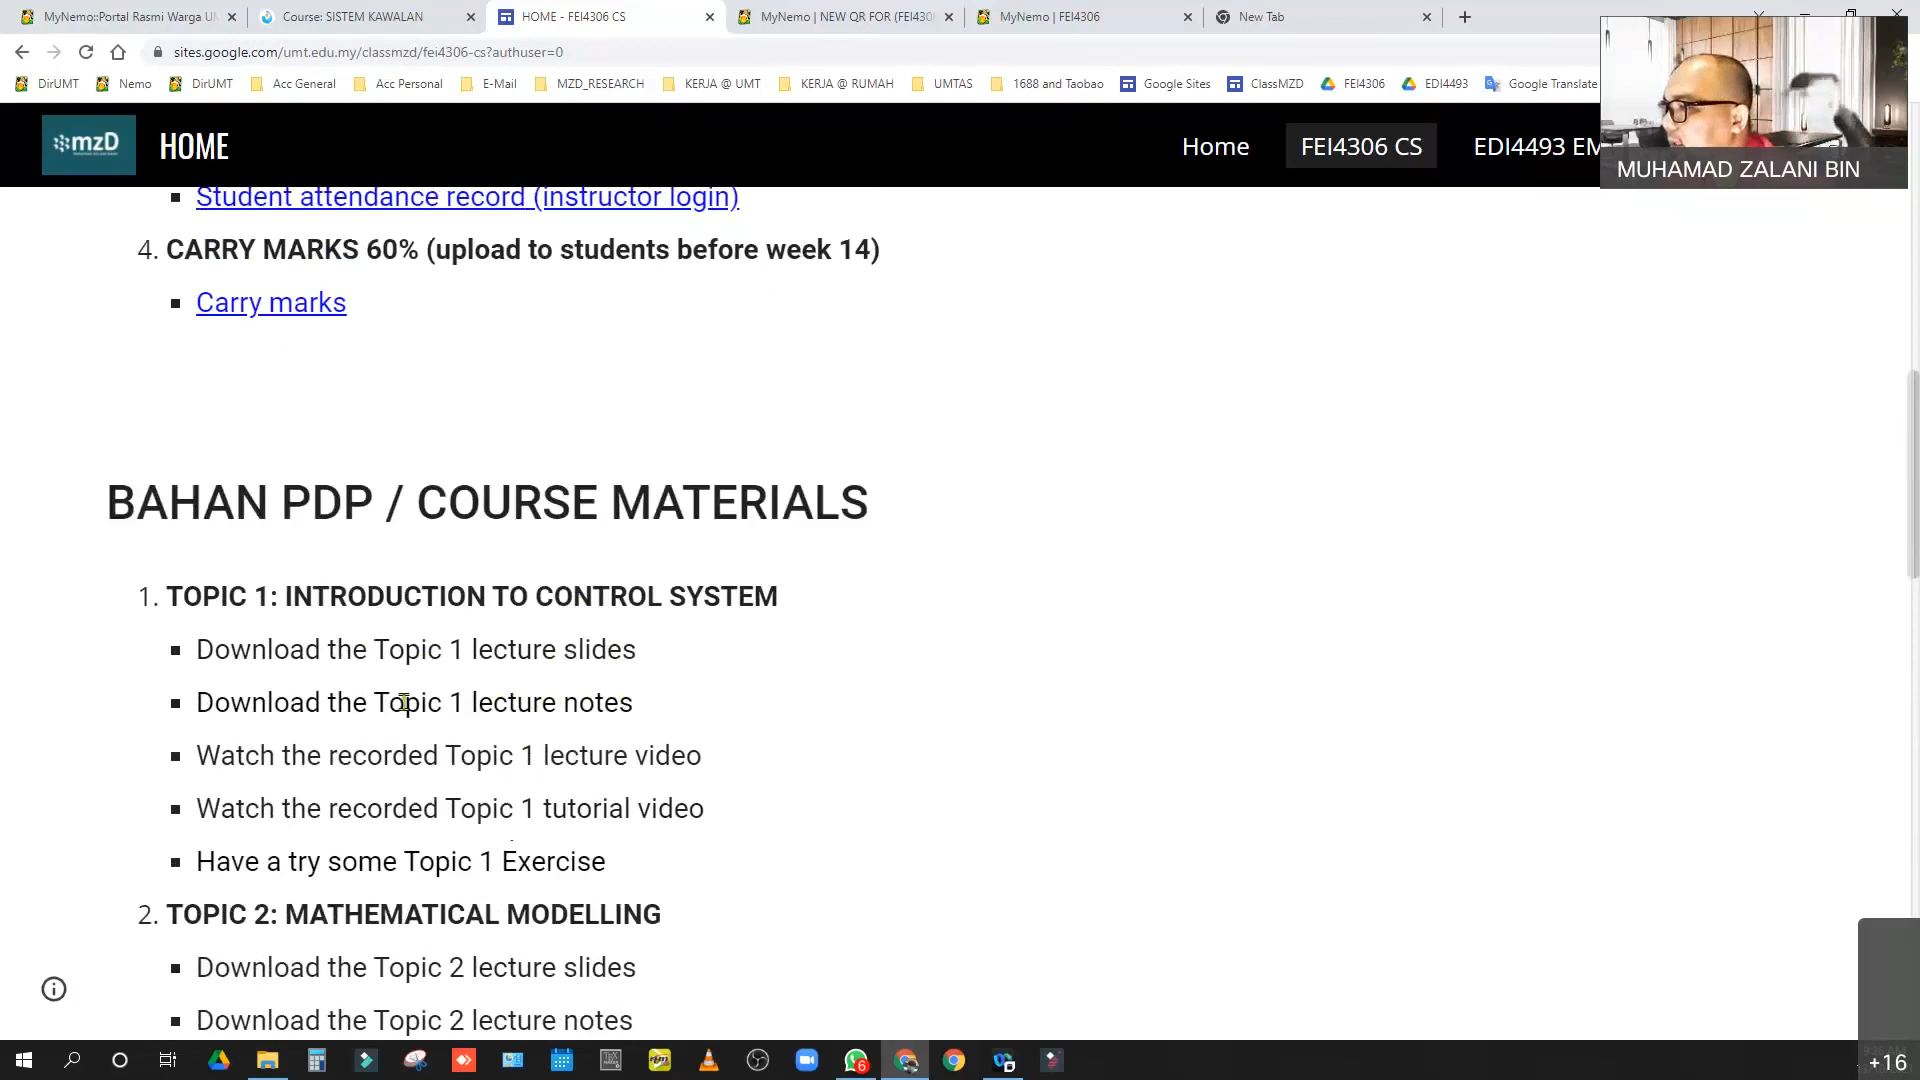 MyNemo::Portal Rasmi Warga UM
Course: SISTEM KAWALAN
HOME - FEI4306 CS
MyNemo | NEW QR FOR (FEI430
MyNemo | FEI4306
New Tab
sites.google.com/umt.edu.my/classmzd/fei4306-cs?authuser=0
DirUMT
Nemo
DirUMT
Acc General
Acc Personal
E-Mail
MZD_RESEARCH
KERJA @ UMT
KERJA @ RUMAH
UMTAS
1688 and Taobao
Google Sites
ClassMZD
FEI4306
EDI4493
Google Translate
mzD
HOME
Home
FEI4306 CS
EDI4493 EM
MUHAMAD ZALANI BIN
Student attendance record (instructor login)
4. CARRY MARKS 60% (upload to students before week 14)
Carry marks
BAHAN PDP / COURSE MATERIALS
1. TOPIC 1: INTRODUCTION TO CONTROL SYSTEM
Download the Topic 1 lecture slides
Download the Topic 1 lecture notes
Watch the recorded Topic 1 lecture video
Watch the recorded Topic 1 tutorial video
Have a try some Topic 1 Exercise
2. TOPIC 2: MATHEMATICAL MODELLING
Download the Topic 2 lecture slides
Download the Topic 2 lecture notes
6
+16